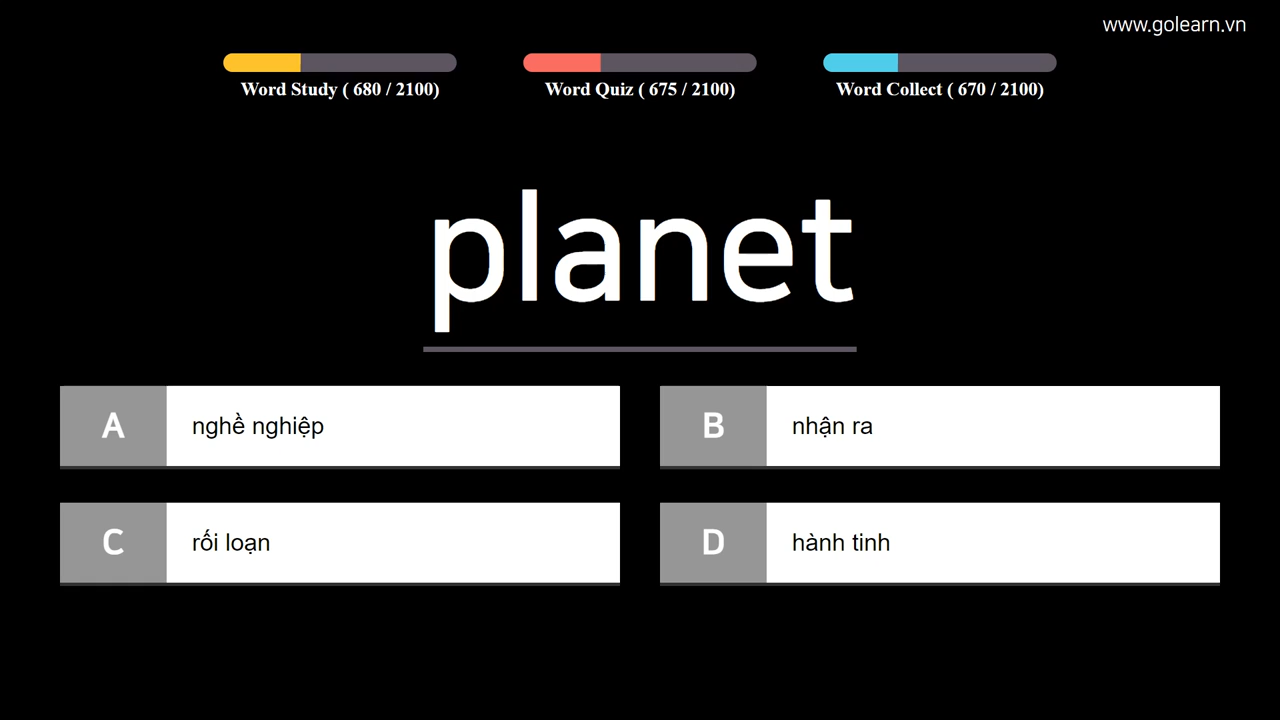 www.golearn.vn
Word Study ( 680 / 2100)
Word Quiz ( 675 / 2100)
Word Collect ( 670 / 2100)
planet
A nghề nghiệp
B nhận ra
C rối loạn
D hành tinh